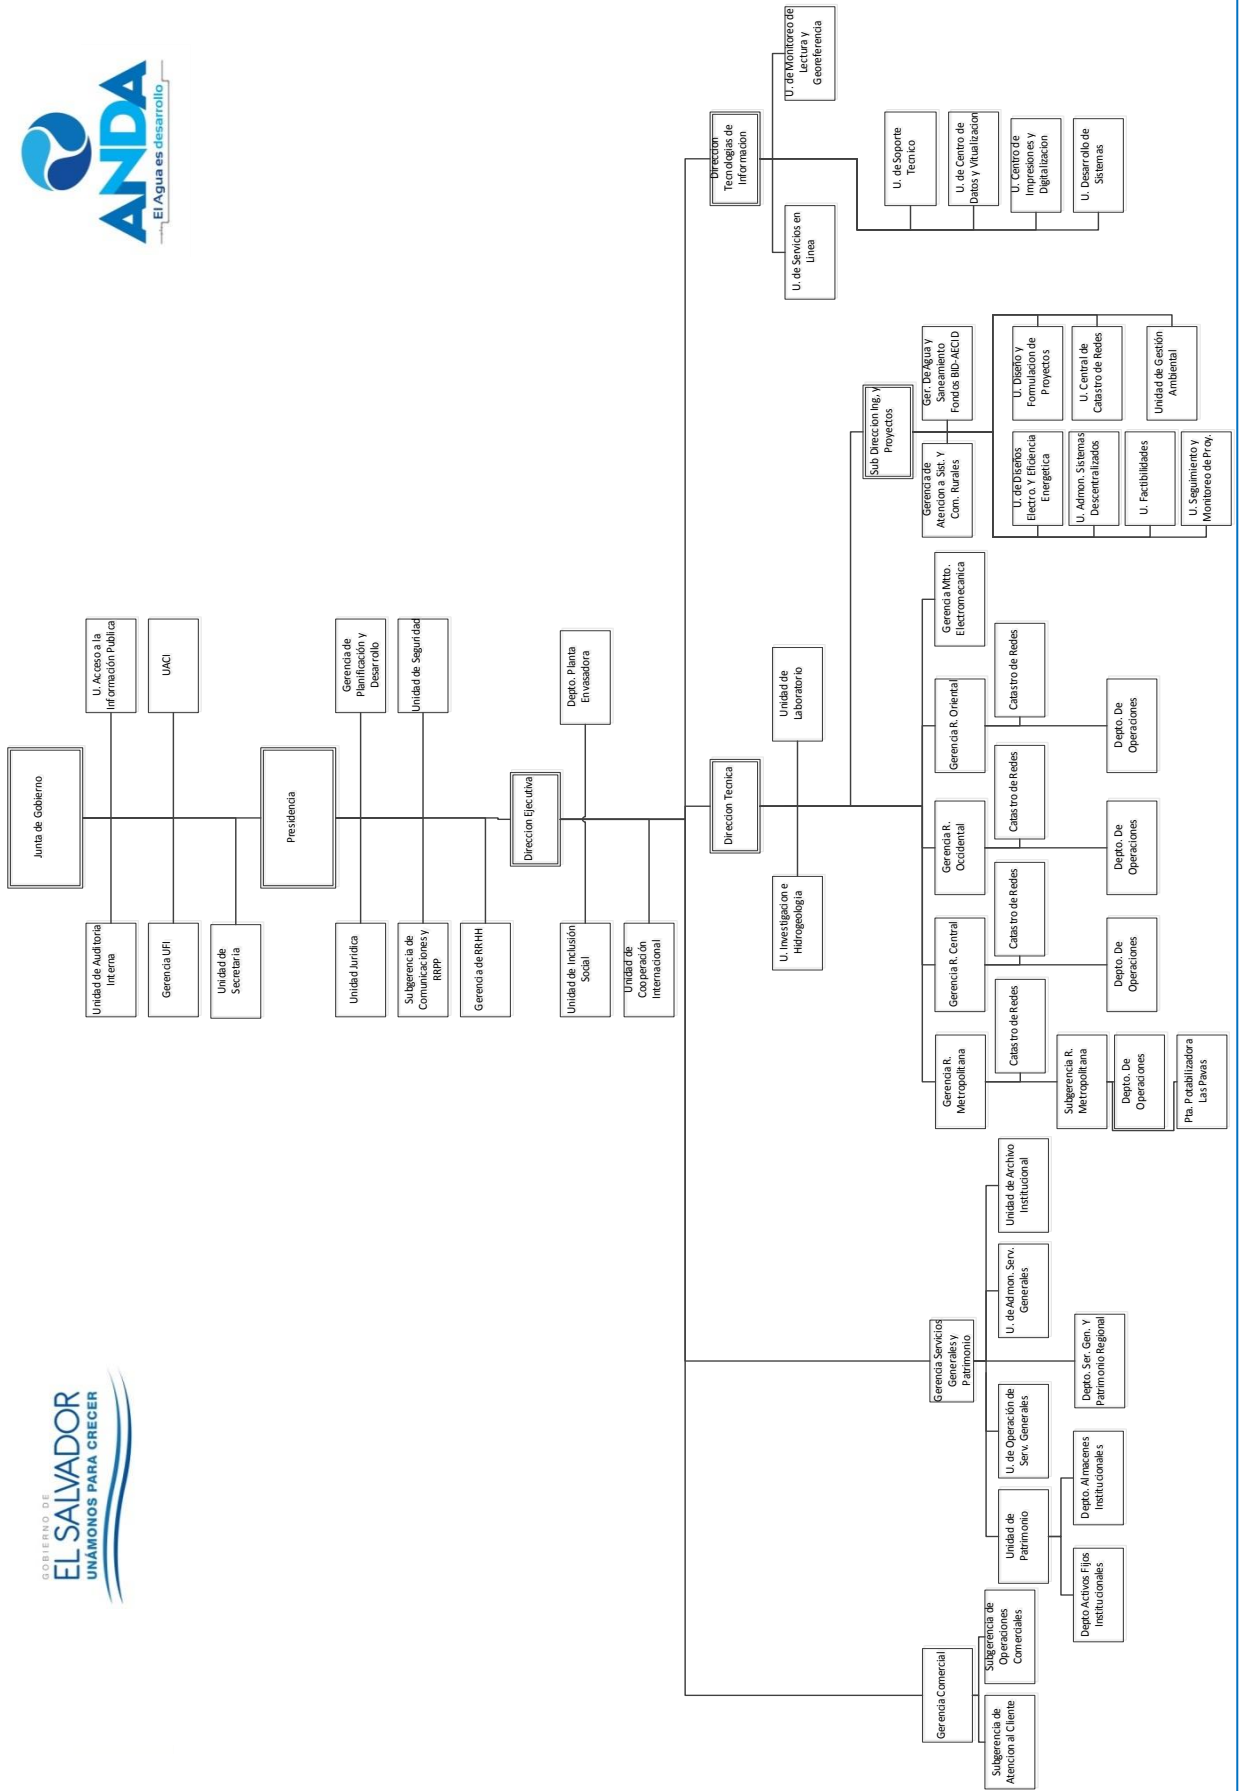 GOBIERNO DE
EL SALVADOR
UNÁMONOS PARA CRECER
ANDA
El Agua es desarrollo
Junta de Gobierno
Unidad de Auditoria
Interna
U. Acceso a la
Información Publica
Gerencia UFI
UACI
Unidad de
Secretaria
Presidencia
Unidad Juridica
Gerencia de
Planificación y
Desarrollo
Subgerencia de
Comunicaciones y
RRPP
Unidad de Seguridad
Gerencia de RRHH
Direccion Ejecutiva
Unidad de Inclusión
Social
Depto. Planta
Envasadora
Unidad de
Cooperación
Internacional
Gerencia Comercial
Subgerencia de
Atencion al Cliente
Subgerencia de
Operaciones
Comerciales
Gerencia Servicios
Generales y
Patrimonio
Unidad de
Patrimonio
U. de Operación de
Serv. Generales
U. de Admon. Serv.
Generales
Unidad de Archivo
Institucional
Depto Activos Fijos
Institucionales
Depto. Almacenes
Institucionales
Depto. Ser. Gen. Y
Patrimonio Regional
Direccion Tecnica
U. Investigacion e
Hidrogeologia
Unidad de
Laboratorio
Gerencia R.
Metropolitana
Catastro de Redes
Subgerencia R.
Metropolitana
Depto. De
Operaciones
Pta. Potabilizadora
Las Pavas
Gerencia R. Central
Catastro de Redes
Depto. De
Operaciones
Gerencia R.
Occidental
Catastro de Redes
Depto. De
Operaciones
Gerencia R. Oriental
Catastro de Redes
Depto. De
Operaciones
Gerencia Mtto.
Electromecanica
Sub Direccion Ing, y
Proyectos
Gerencia de
Atencion a Sist. Y
Com. Rurales
Ger. De Agua y
Saneamiento
Fondos BID-AECID
U. de Diseños
Electro. Y Eficiencia
Energetica
U. Diseño y
Formulacion de
Proyectos
U. Admon. Sistemas
Descentralizados
U. Central de
Catastro de Redes
U. Factibilidades
Unidad de Gestión
Ambiental
U. Seguimiento y
Monitoreo de Proy.
Direccion
Tecnologias de
Informacion
U. de Servicios en
Linea
U. de Monitoreo de
Lectura y
Georeferencia
U. de Soporte
Tecnico
U. de Centro de
Datos y Vitualizacion
U. Centro de
Impresiones y
Digitalizacion
U. Desarrollo de
Sistemas